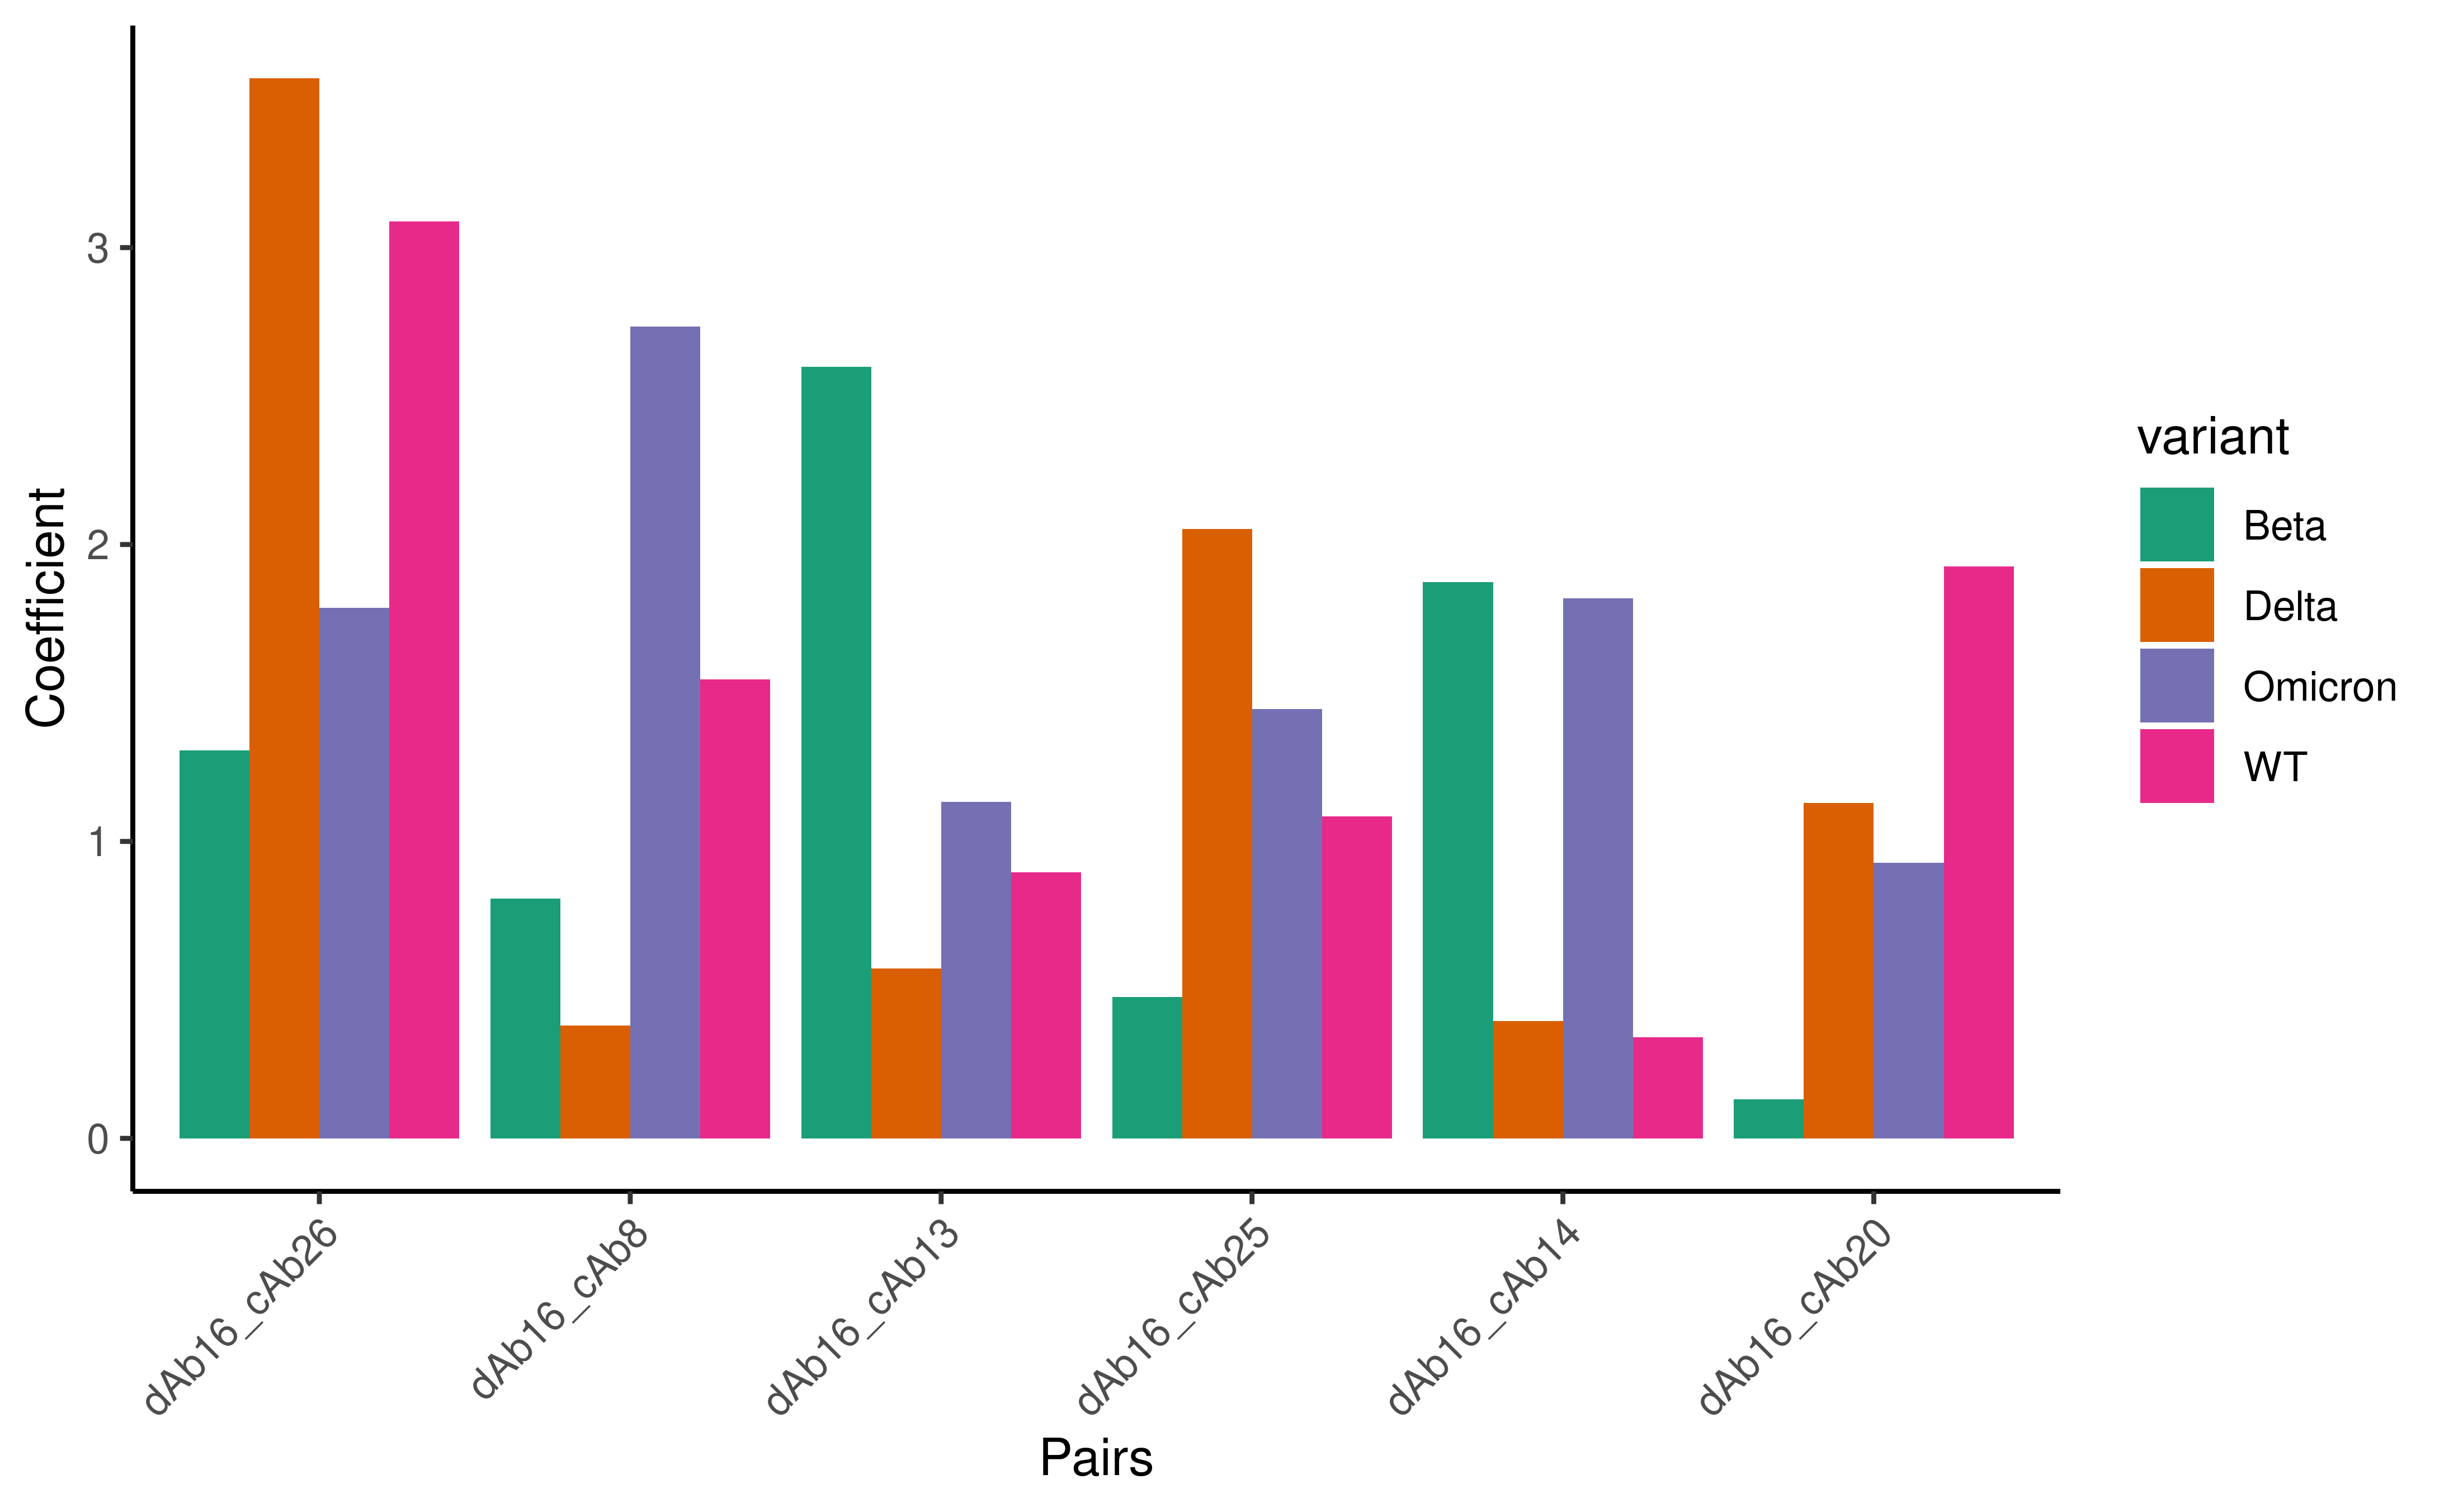 Coefficient
3
2
1
0
dAb16_cAb26
dAb16_cAb8
dAb16_cAb13
dAb16_cAb25
dAb16_cAb14
dAb16_cAb20
Pairs
variant
Beta
Delta
Omicron
WT